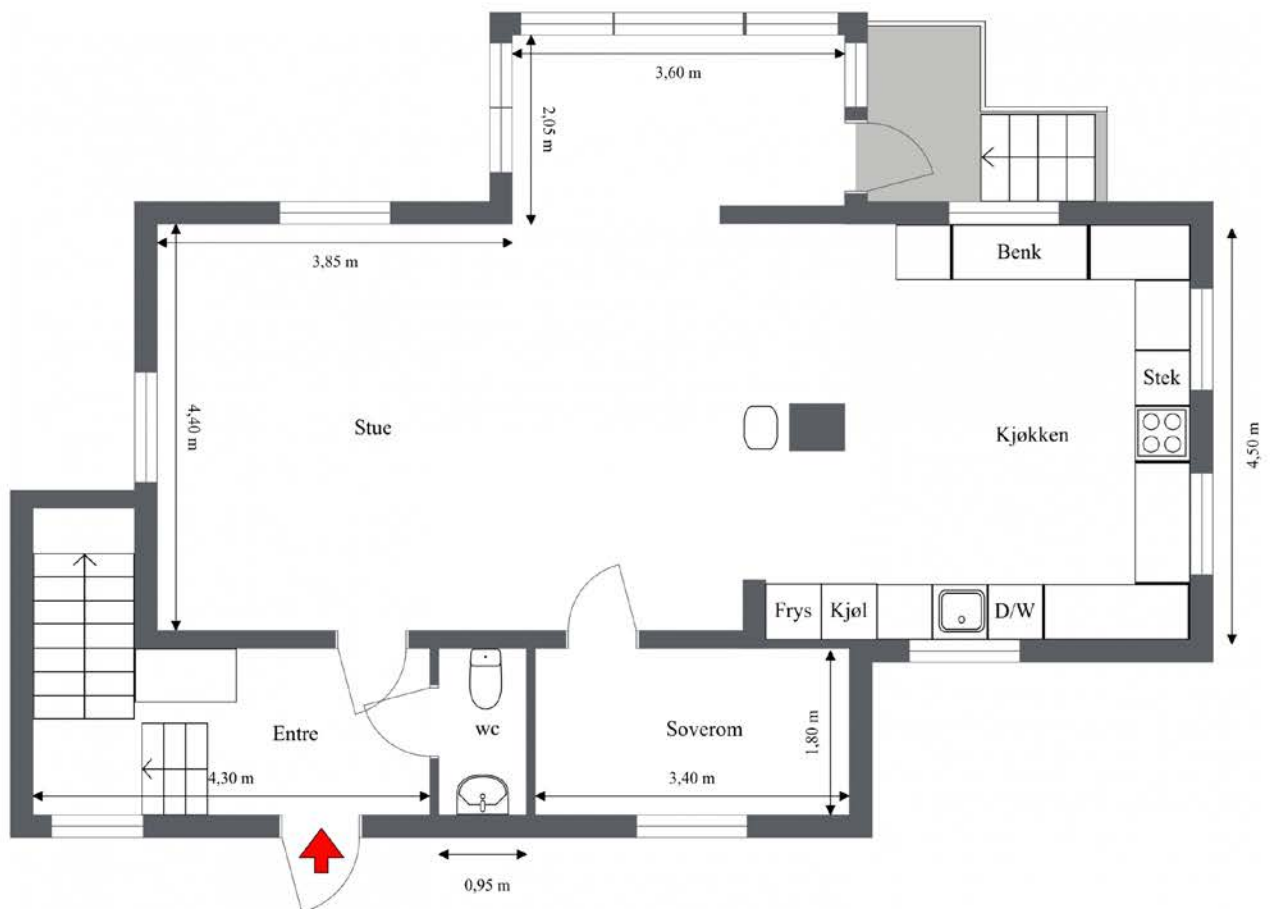 3,60 m
2,05 m
3,85 m
Benk
4,40 m
Stue
Stek
Kjøkken
4,50 m
Frys
Kjøl
D/W
Entre
wc
Soverom
1,80 m
4,30 m
3,40 m
0,95 m